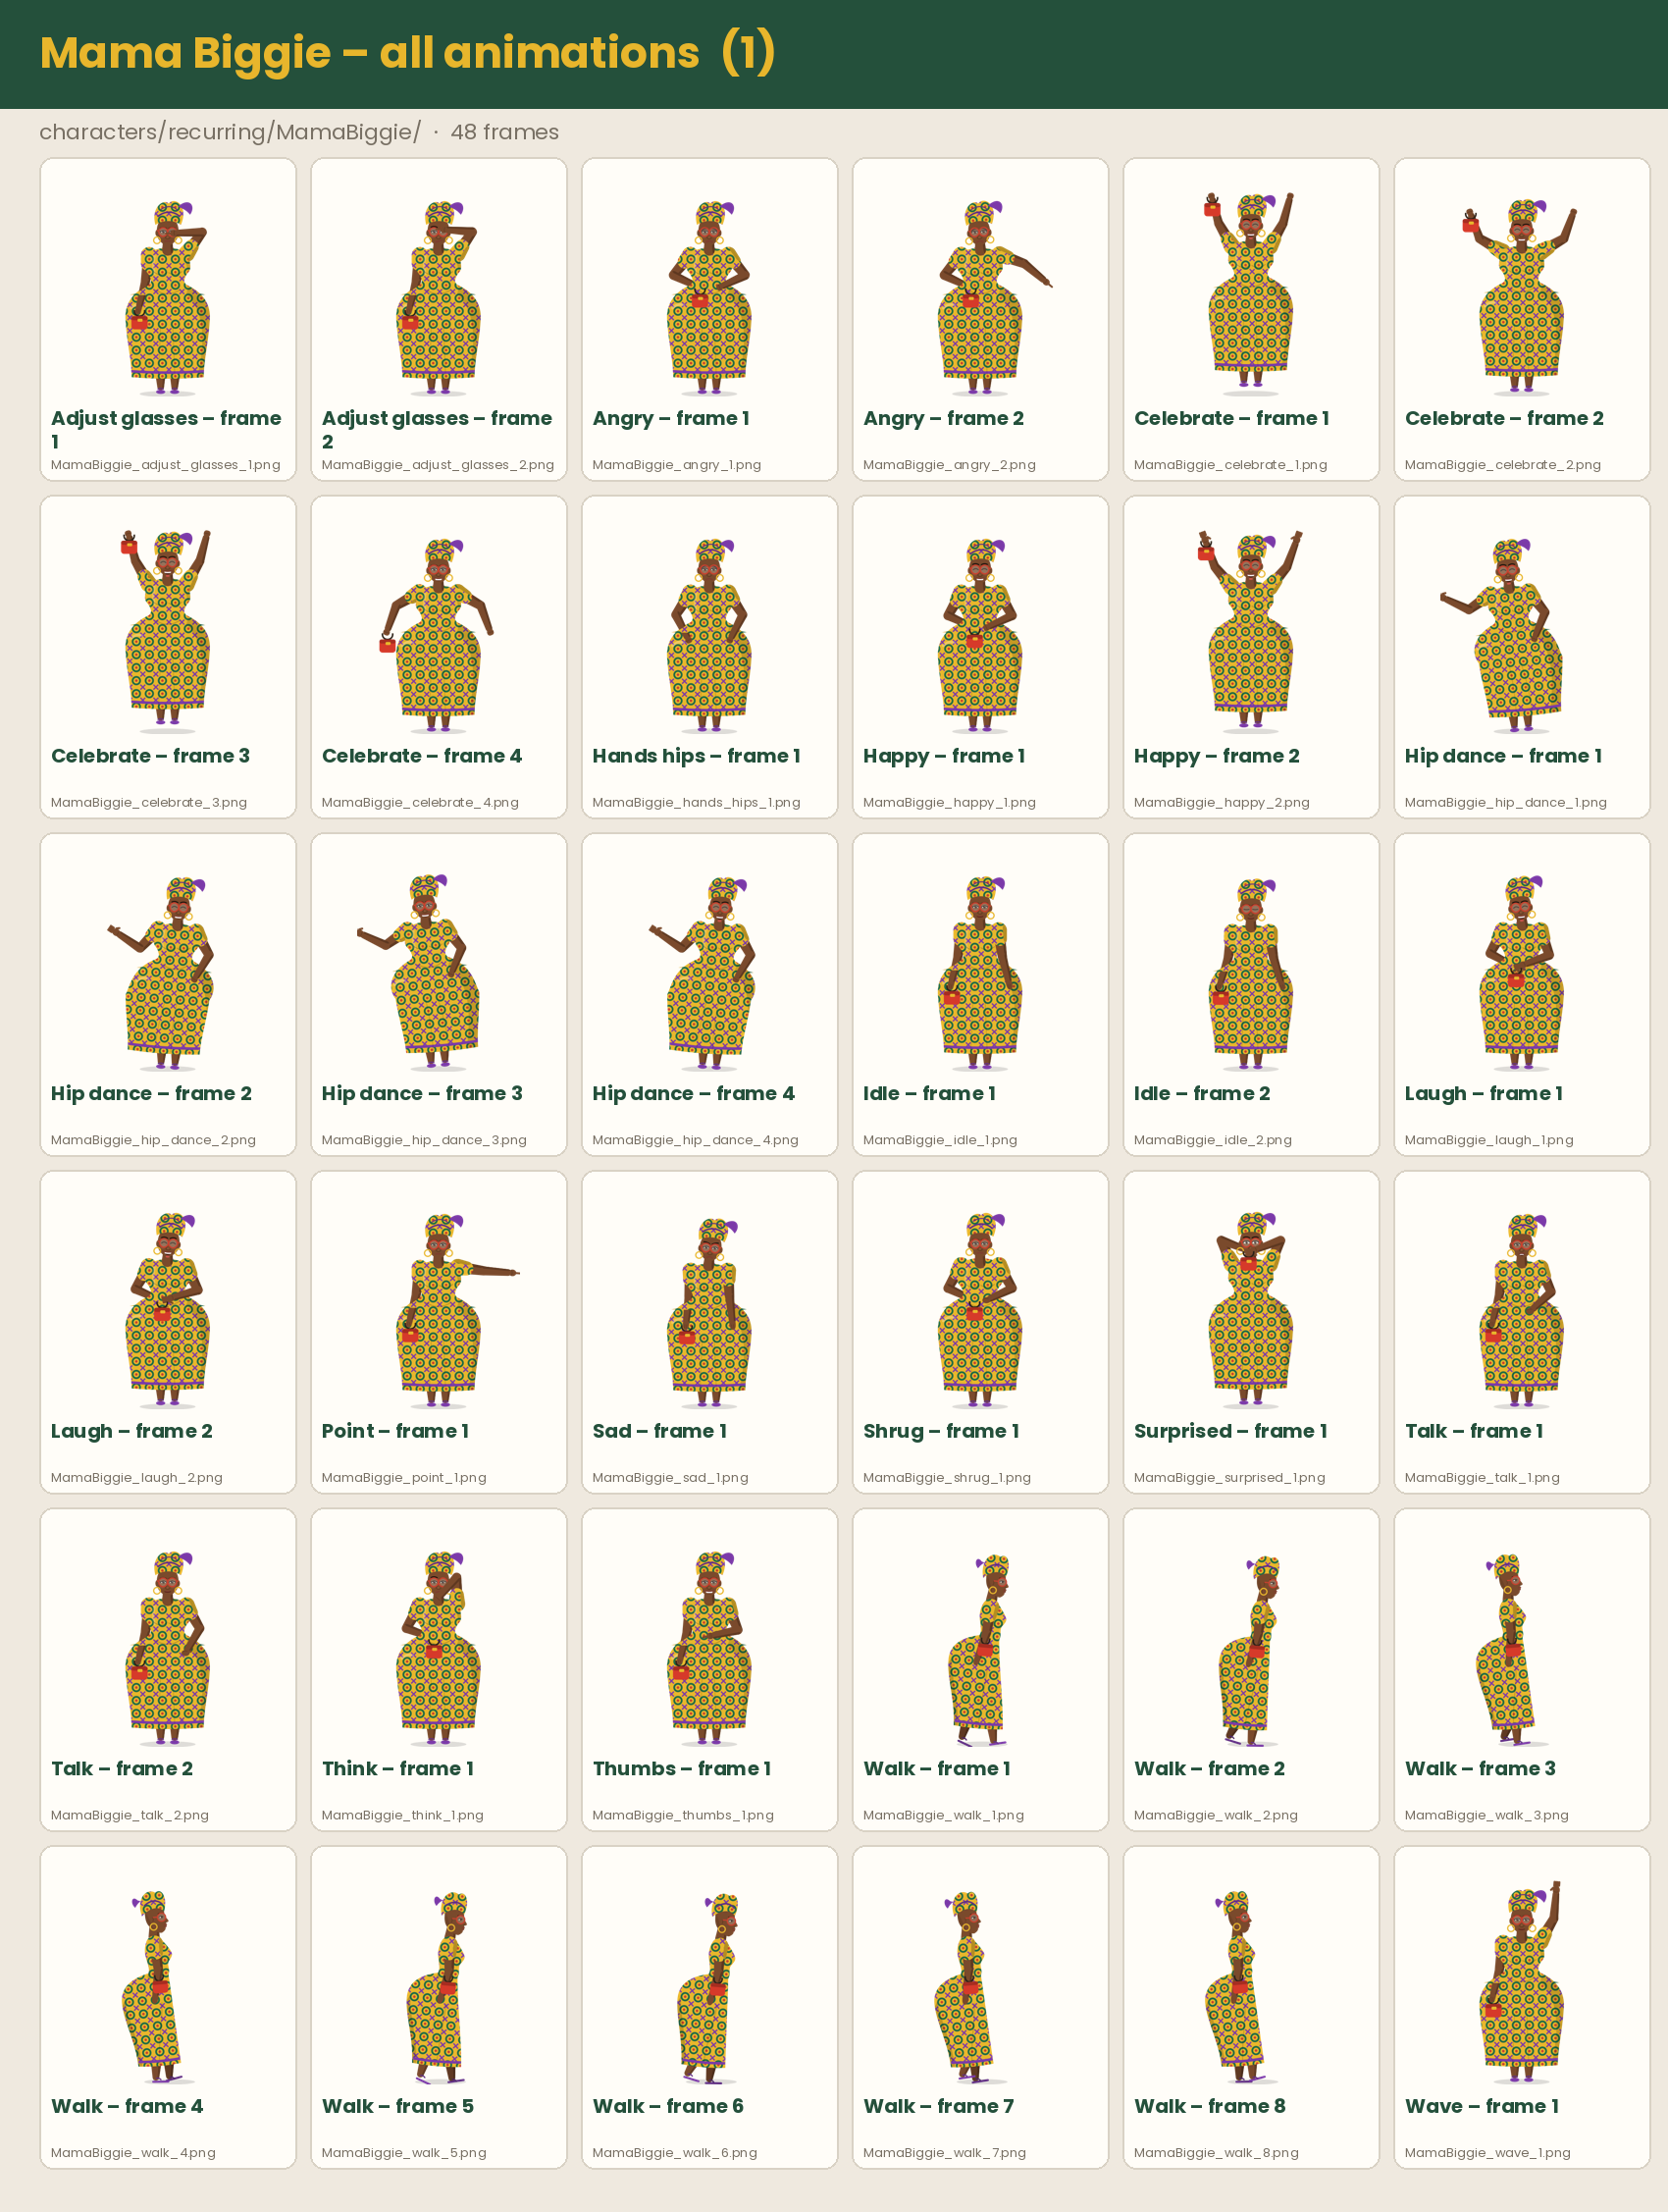 Mama Biggie – all animations (1)
characters/recurring/MamaBiggie/ · 48 frames
Adjust glasses – frame
1
MamaBiggie_adjust_glasses_1.png
Adjust glasses – frame
2
MamaBiggie_adjust_glasses_2.png
Angry – frame 1
MamaBiggie_angry_1.png
Angry – frame 2
MamaBiggie_angry_2.png
Celebrate – frame 1
MamaBiggie_celebrate_1.png
Celebrate – frame 2
MamaBiggie_celebrate_2.png
Celebrate – frame 3
MamaBiggie_celebrate_3.png
Celebrate – frame 4
MamaBiggie_celebrate_4.png
Hands hips – frame 1
MamaBiggie_hands_hips_1.png
Happy – frame 1
MamaBiggie_happy_1.png
Happy – frame 2
MamaBiggie_happy_2.png
Hip dance – frame 1
MamaBiggie_hip_dance_1.png
Hip dance – frame 2
MamaBiggie_hip_dance_2.png
Hip dance – frame 3
MamaBiggie_hip_dance_3.png
Hip dance – frame 4
MamaBiggie_hip_dance_4.png
Idle – frame 1
MamaBiggie_idle_1.png
Idle – frame 2
MamaBiggie_idle_2.png
Laugh – frame 1
MamaBiggie_laugh_1.png
Laugh – frame 2
MamaBiggie_laugh_2.png
Point – frame 1
MamaBiggie_point_1.png
Sad – frame 1
MamaBiggie_sad_1.png
Shrug – frame 1
MamaBiggie_shrug_1.png
Surprised – frame 1
MamaBiggie_surprised_1.png
Talk – frame 1
MamaBiggie_talk_1.png
Talk – frame 2
MamaBiggie_talk_2.png
Think – frame 1
MamaBiggie_think_1.png
Thumbs – frame 1
MamaBiggie_thumbs_1.png
Walk – frame 1
MamaBiggie_walk_1.png
Walk – frame 2
MamaBiggie_walk_2.png
Walk – frame 3
MamaBiggie_walk_3.png
Walk – frame 4
MamaBiggie_walk_4.png
Walk – frame 5
MamaBiggie_walk_5.png
Walk – frame 6
MamaBiggie_walk_6.png
Walk – frame 7
MamaBiggie_walk_7.png
Walk – frame 8
MamaBiggie_walk_8.png
Wave – frame 1
MamaBiggie_wave_1.png